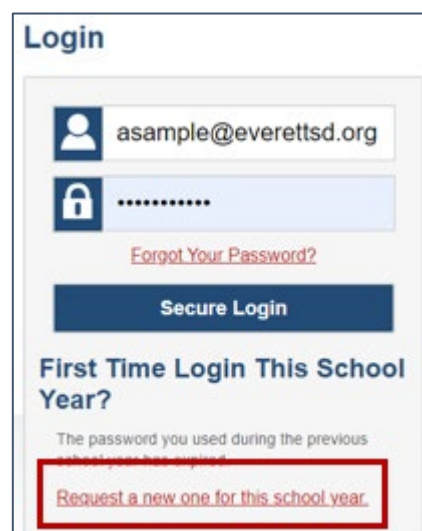 Login
asample@everettsd.org
•••••••••••
Forgot Your Password?
Secure Login
First Time Login This School
Year?
The password you used during the previous
school year has expired.
Request a new one for this school year.